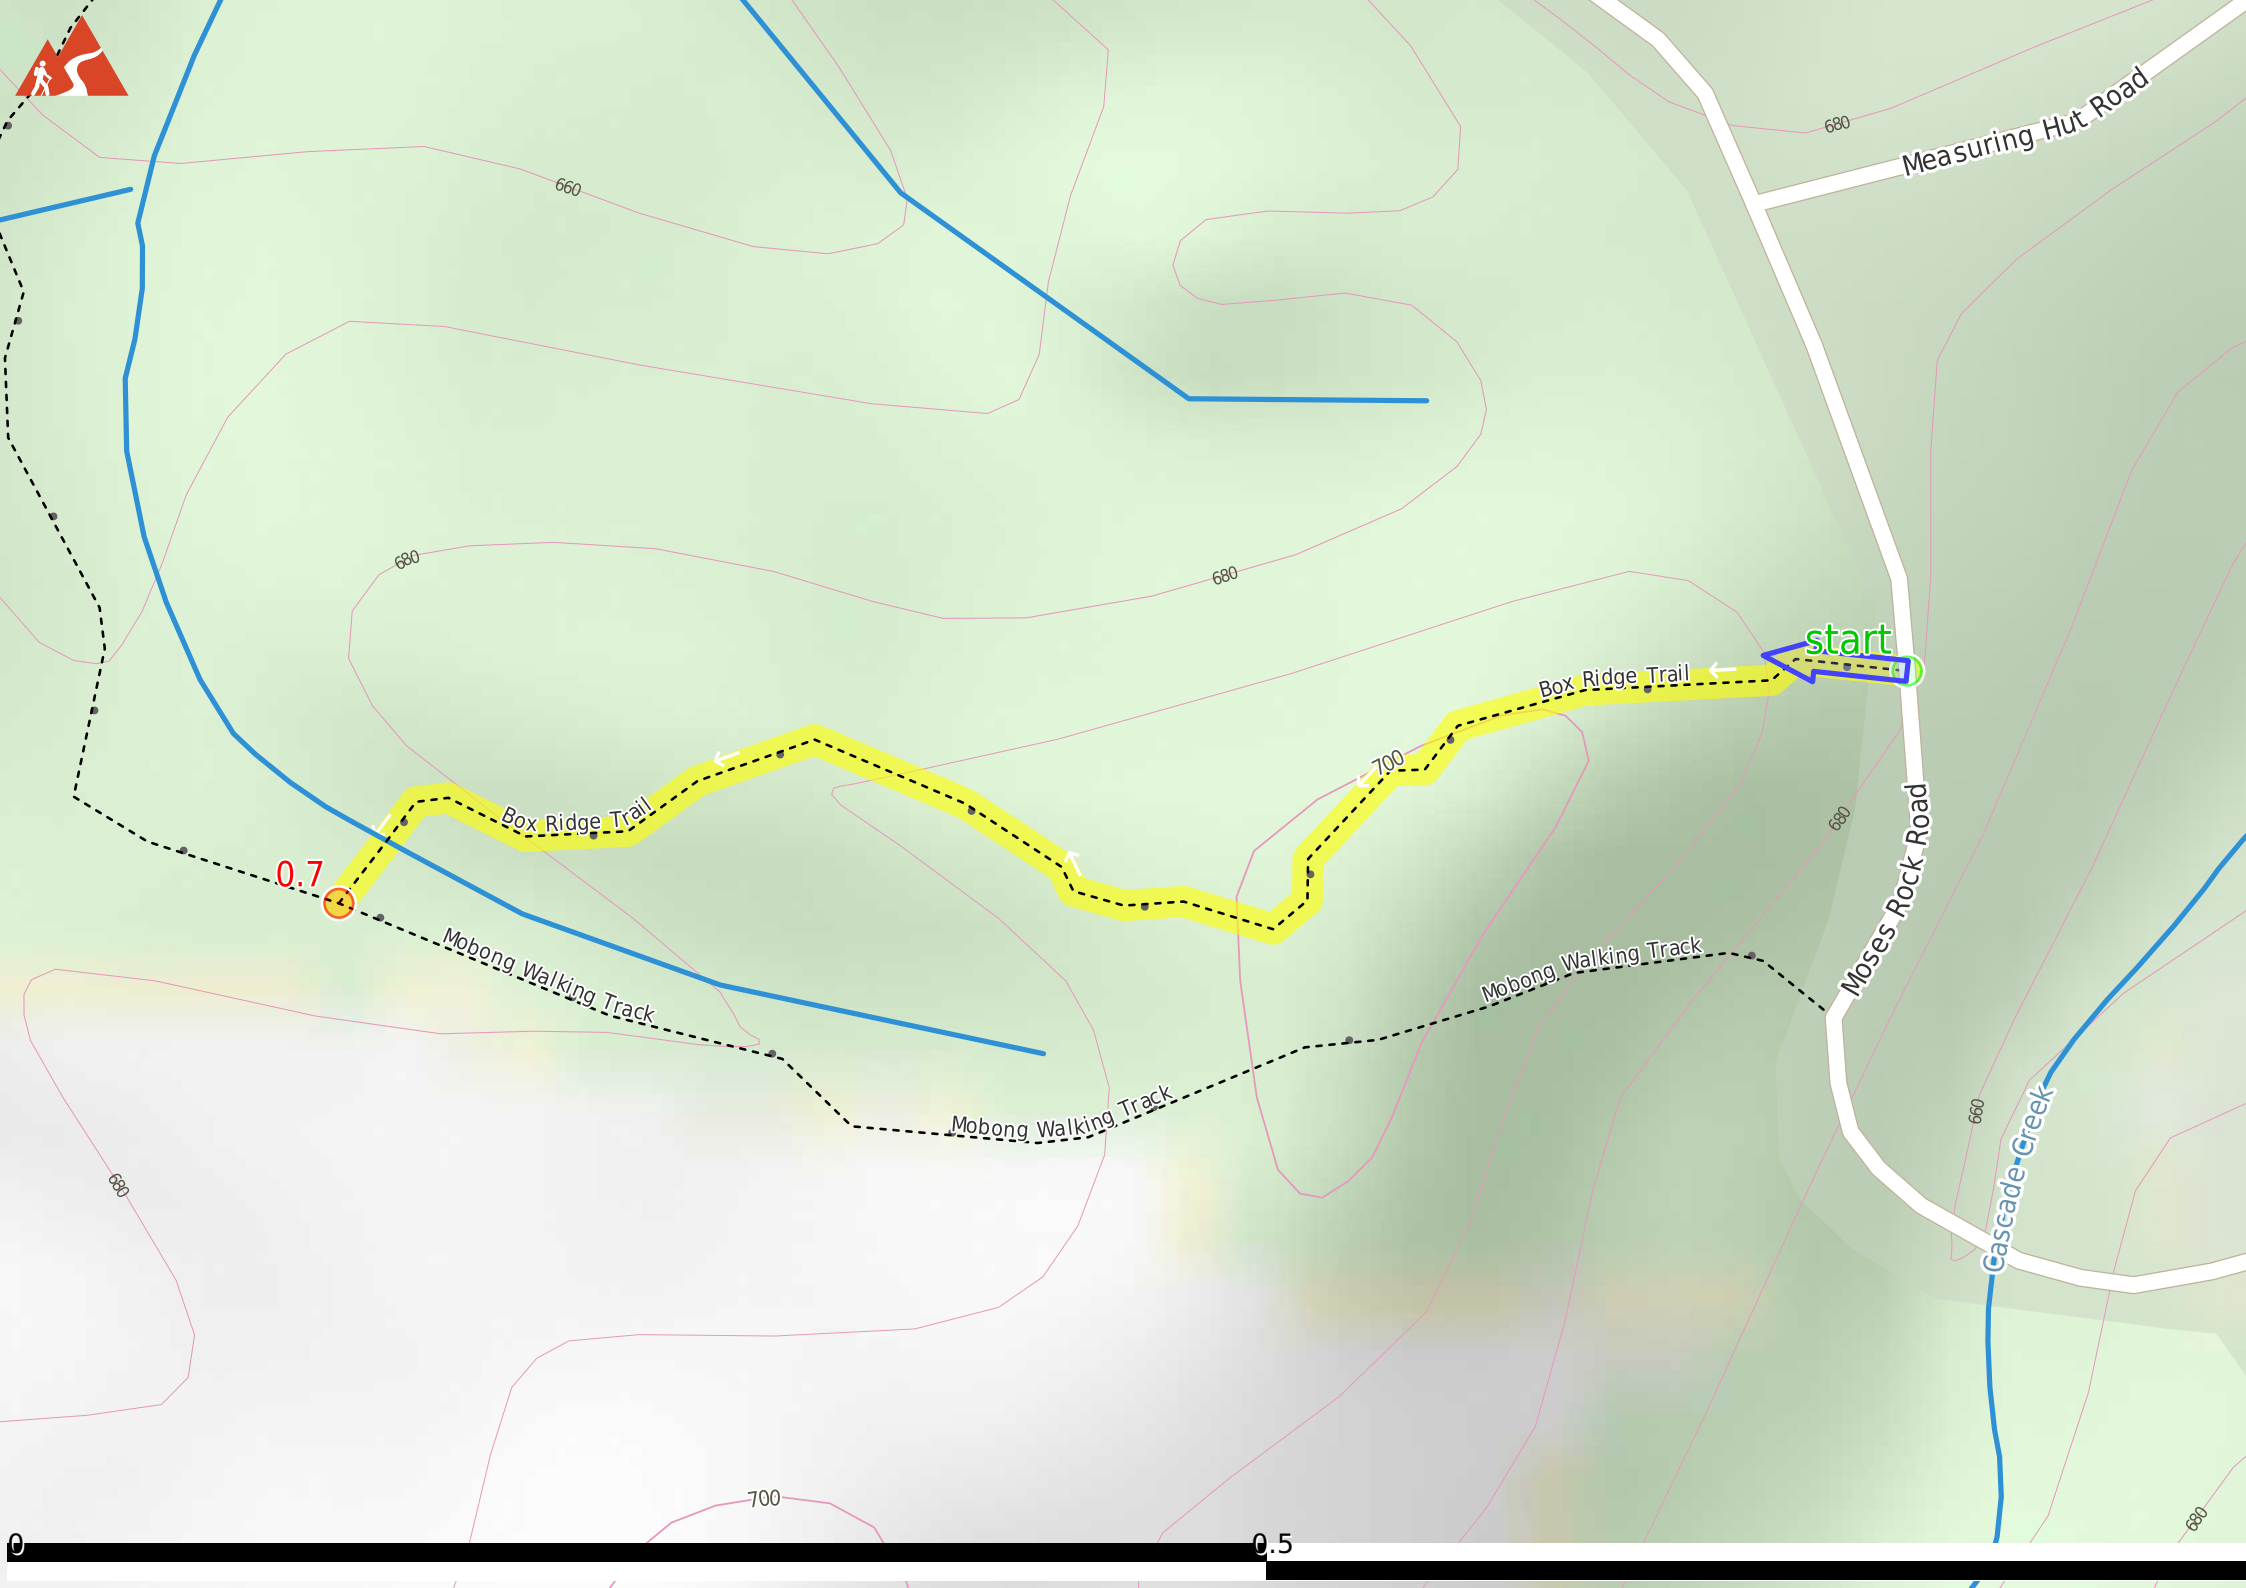 680
Measuring Hut Road
660
680
680
start
Box Ridge Trail
700
Box Ridge Trail
680
Moses Rock Road
0.7
Mobong Walking Track
Mobong Walking Track
Mobong Walking Track
660
Cascade Creek
680
700
680
0
0.5